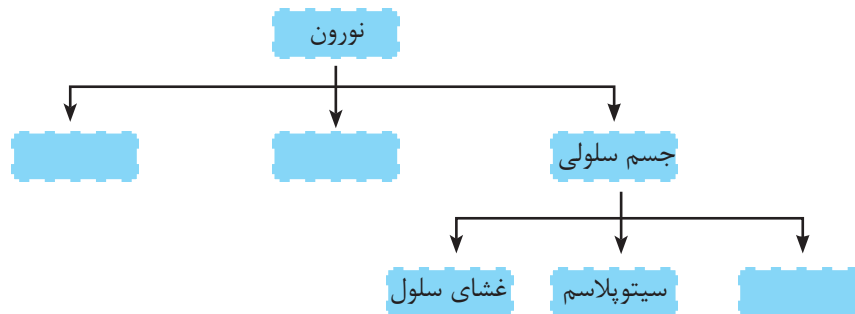 نورون
جسم سلولی
سیتوپلاسم
غشای سلول